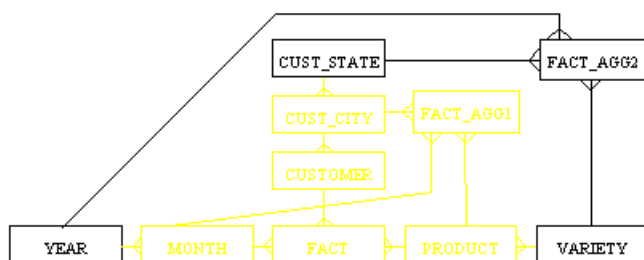 CUST_STATE
FACT_AGG2
CUST_CITY
FACT_AGG1
CUSTOMER
YEAR
MONTH
FACT
PRODUCT
VARIETY